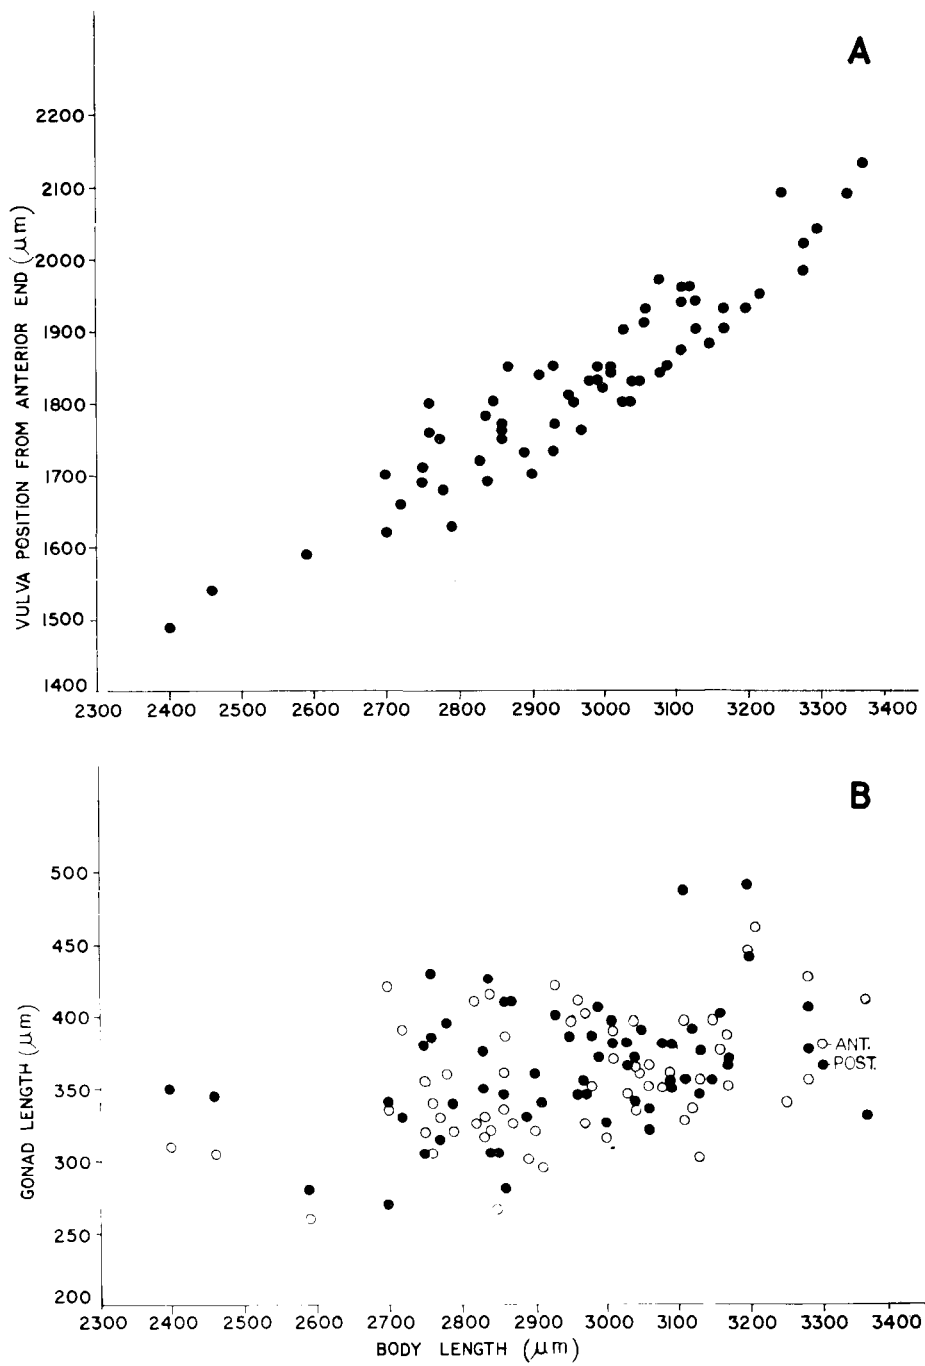 A
2200
2100
2000
1900
1800
1700
1600
1500
1400
VULVA POSITION FROM ANTERIOR END (μm)
2300 2400 2500 2600 2700 2800 2900 3000 3100 3200 3300 3400
B
500
450
400
350
300
250
200
GONAD LENGTH (μm)
ANT.
POST.
2300 2400 2500 2600 2700 2800 2900 3000 3100 3200 3300 3400
BODY LENGTH (μm)